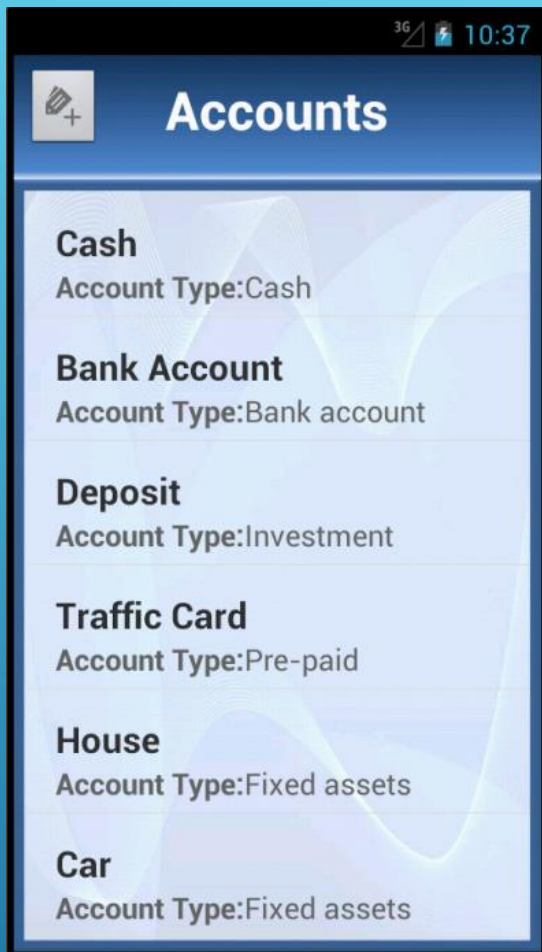 3G 10:37
Accounts
Cash
Account Type:Cash
Bank Account
Account Type:Bank account
Deposit
Account Type:Investment
Traffic Card
Account Type:Pre-paid
House
Account Type:Fixed assets
Car
Account Type:Fixed assets